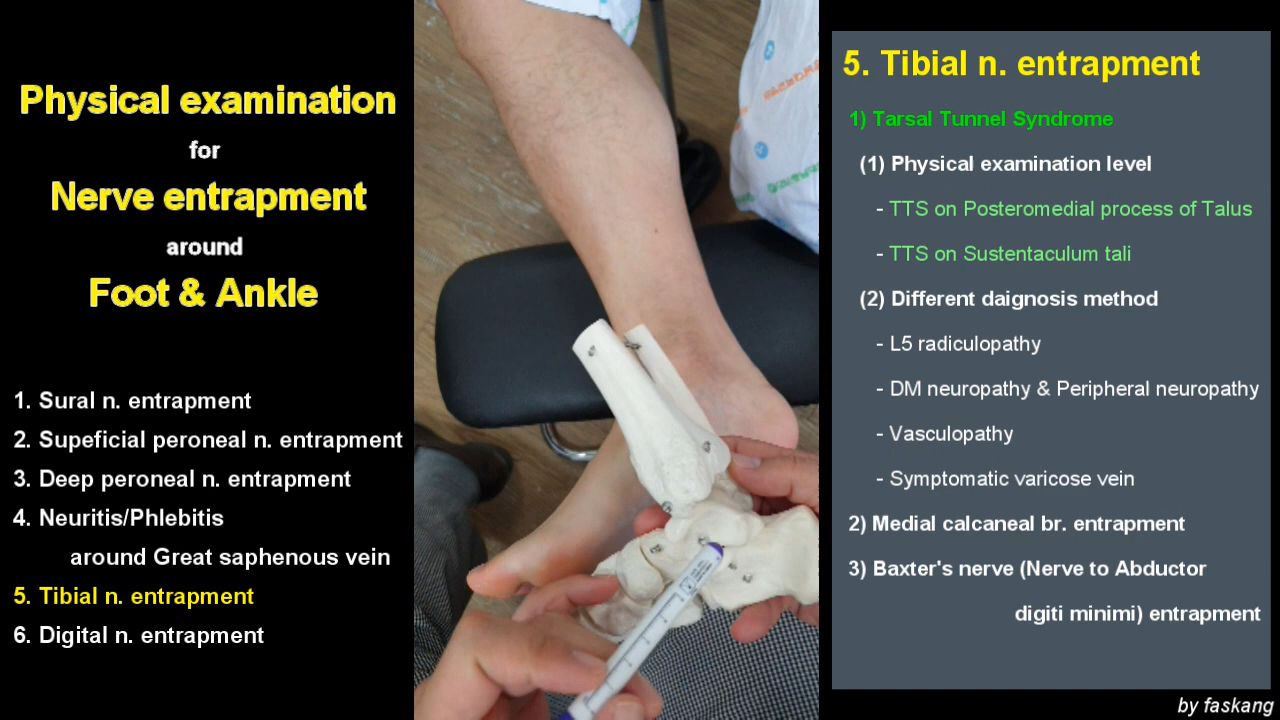 Physical examination
for
Nerve entrapment
around
Foot & Ankle
1. Sural n. entrapment
2. Supeficial peroneal n. entrapment
3. Deep peroneal n. entrapment
4. Neuritis/Phlebitis
around Great saphenous vein
5. Tibial n. entrapment
6. Digital n. entrapment
5. Tibial n. entrapment
1) Tarsal Tunnel Syndrome
(1) Physical examination level
- TTS on Posteromedial process of Talus
- TTS on Sustentaculum tali
(2) Different daignosis method
- L5 radiculopathy
- DM neuropathy & Peripheral neuropathy
- Vasculopathy
- Symptomatic varicose vein
2) Medial calcaneal br. entrapment
3) Baxter's nerve (Nerve to Abductor
digiti minimi) entrapment
by faskang